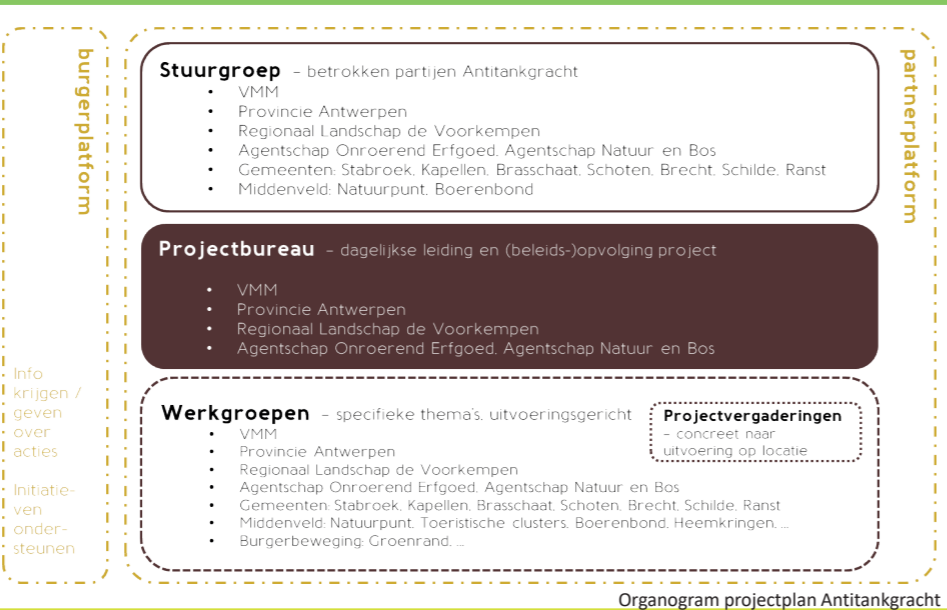 burgerplatform
Info
krijgen /
geven
over
acties
Initiatie-
ven
onder-
steunen
Stuurgroep – betrokken partijen Antitankgracht
• VMM
• Provincie Antwerpen
• Regionaal Landschap de Voorkempen
• Agentschap Onroerend Erfgoed, Agentschap Natuur en Bos
• Gemeenten: Stabroek, Kapellen, Brasschaat, Schoten, Brecht, Schilde, Ranst
• Middenveld: Natuurpunt, Boerenbond
Projectbureau – dagelijkse leiding en (beleids-)opvolging project
• VMM
• Provincie Antwerpen
• Regionaal Landschap de Voorkempen
• Agentschap Onroerend Erfgoed, Agentschap Natuur en Bos
Werkgroepen – specifieke thema's, uitvoeringsgericht
• VMM
• Provincie Antwerpen
• Regionaal Landschap de Voorkempen
• Agentschap Onroerend Erfgoed, Agentschap Natuur en Bos
• Gemeenten: Stabroek, Kapellen, Brasschaat, Schoten, Brecht, Schilde, Ranst
• Middenveld: Natuurpunt, Toeristische clusters, Boerenbond, Heemkringen, ...
• Burgerbeweging: Groenrand, ...
Projectvergaderingen
– concreet naar
uitvoering op locatie
partnerplatform
Organogram projectplan Antitankgracht